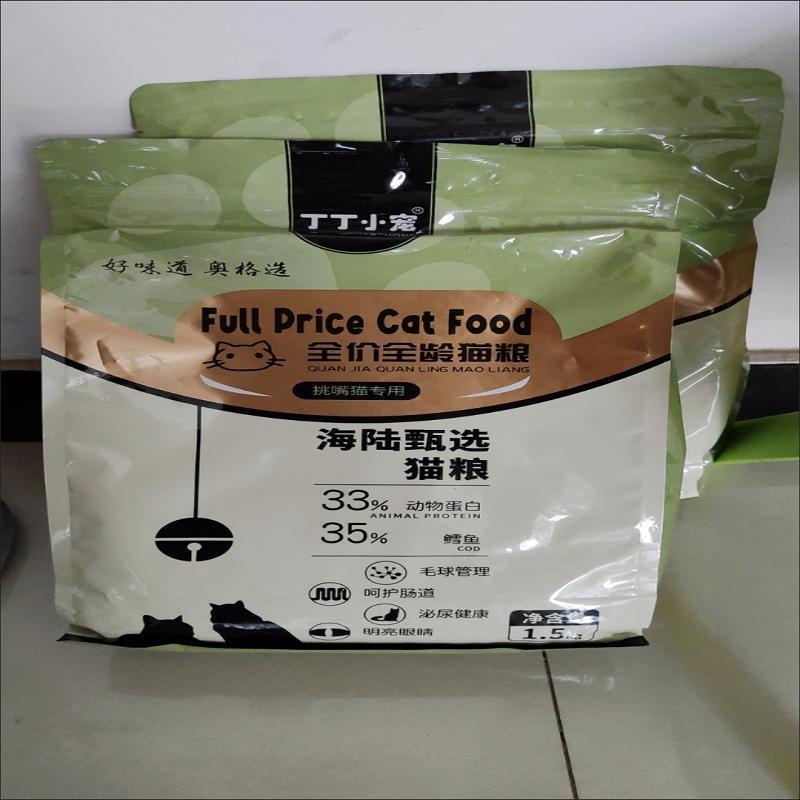 丁丁小宠®
好味道 奥格造
Full Price Cat Food
全价全龄猫粮
QUAN JIA QUAN LING MAO LIANG
挑嘴猫专用
海陆甄选
猫粮
33% 动物蛋白
ANIMAL PROTEIN
35% 鳕鱼
COD
毛球管理
呵护肠道
泌尿健康
明亮眼睛
净含
1.5